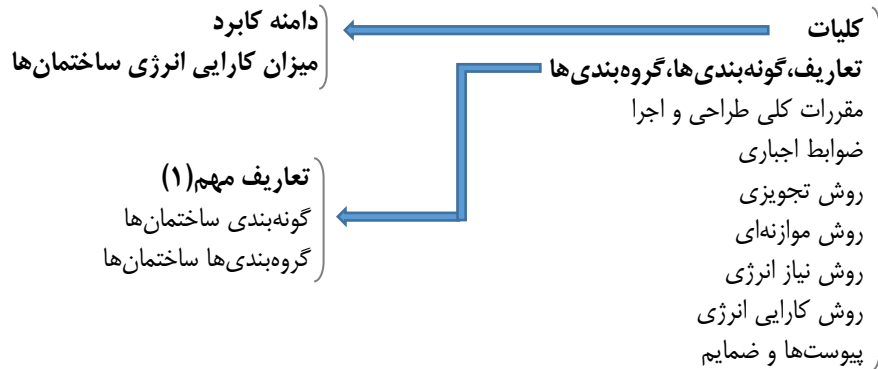 کلیات
تعاریف،گونه‌بندی‌ها،گروه‌بندی‌ها
مقررات کلی طراحی و اجرا
ضوابط اجباری
روش تجویزی
روش موازنه‌ای
روش نیاز انرژی
روش کارایی انرژی
پیوست‌ها و ضمایم
دامنه کابرد
میزان کارایی انرژی ساختمان‌ها
تعاریف مهم(۱)
گونه‌بندی ساختمان‌ها
گروه‌بندی‌ها ساختمان‌ها